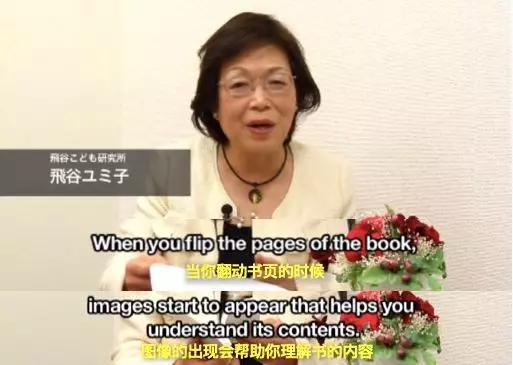 飛谷こども研究所
飛谷ユミ子
When you flip the pages of the book,
当你翻动书页的时候
images start to appear that helps you
understand its contents.
图像的出现会帮助你理解书的内容